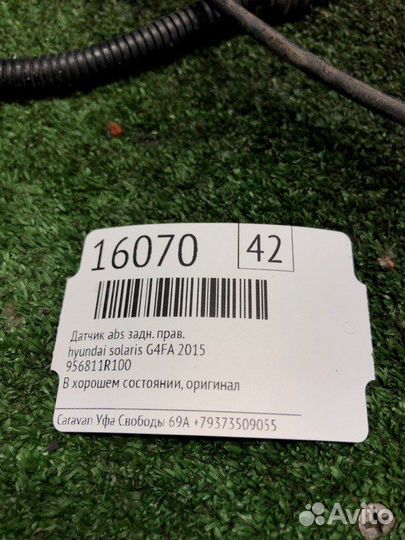 16070 42
Датчик abs задн. прав.
hyundai solaris G4FA 2015
956811R100
В хорошем состоянии, оригинал
Caravan Уфа Свободы 69А +79373509055
Avito